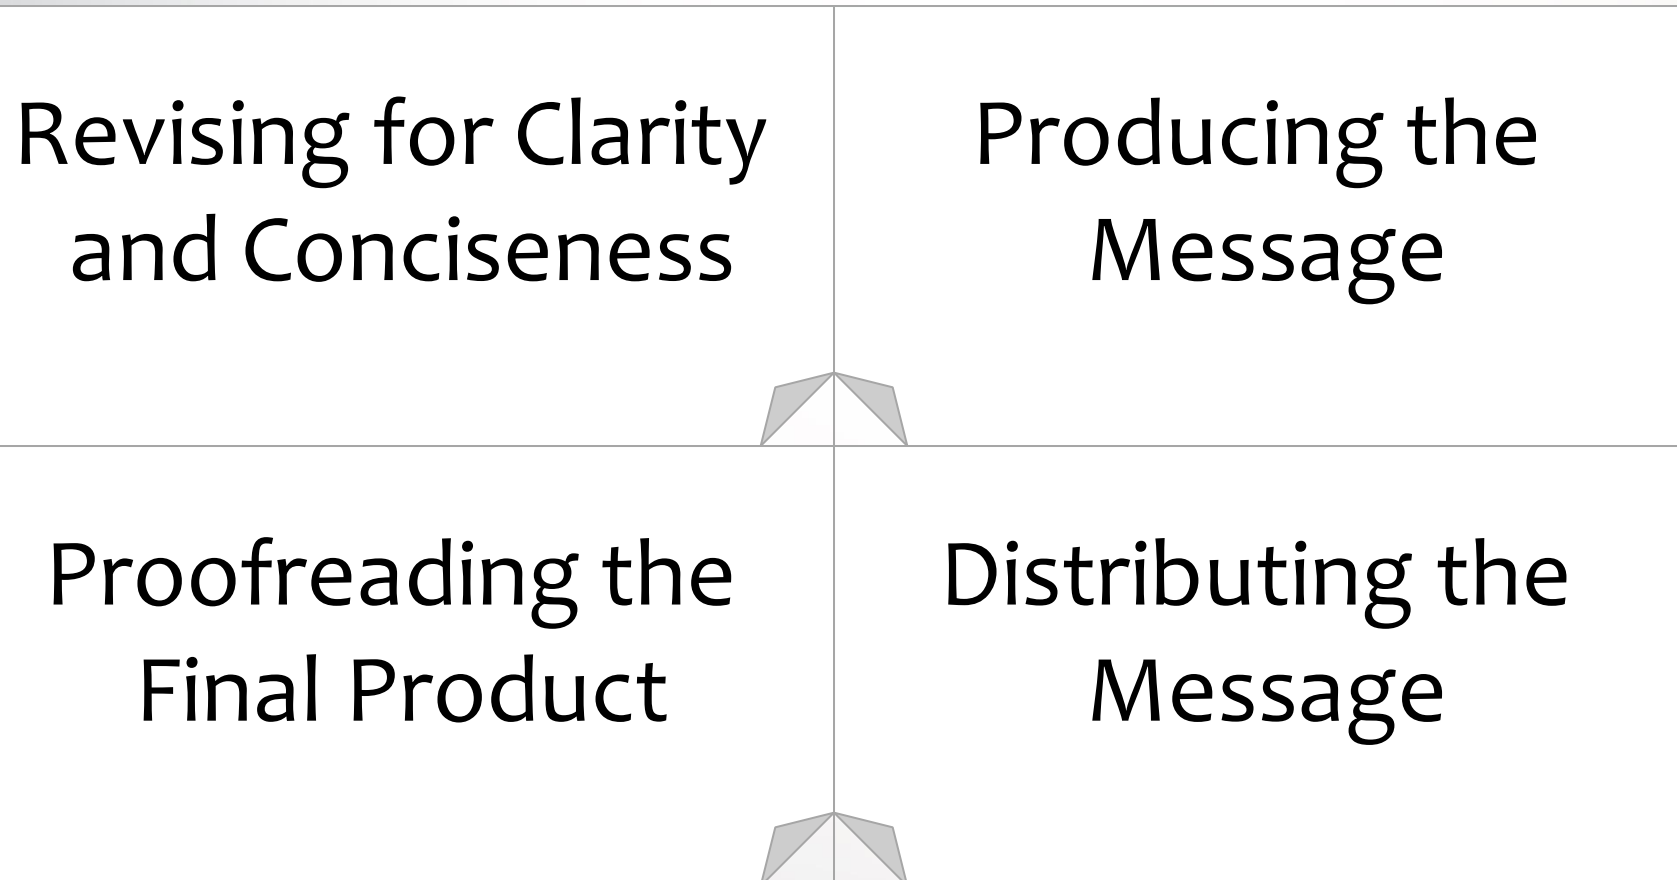 Revising for Clarity
and Conciseness
Producing the
Message
Proofreading the
Final Product
Distributing the
Message